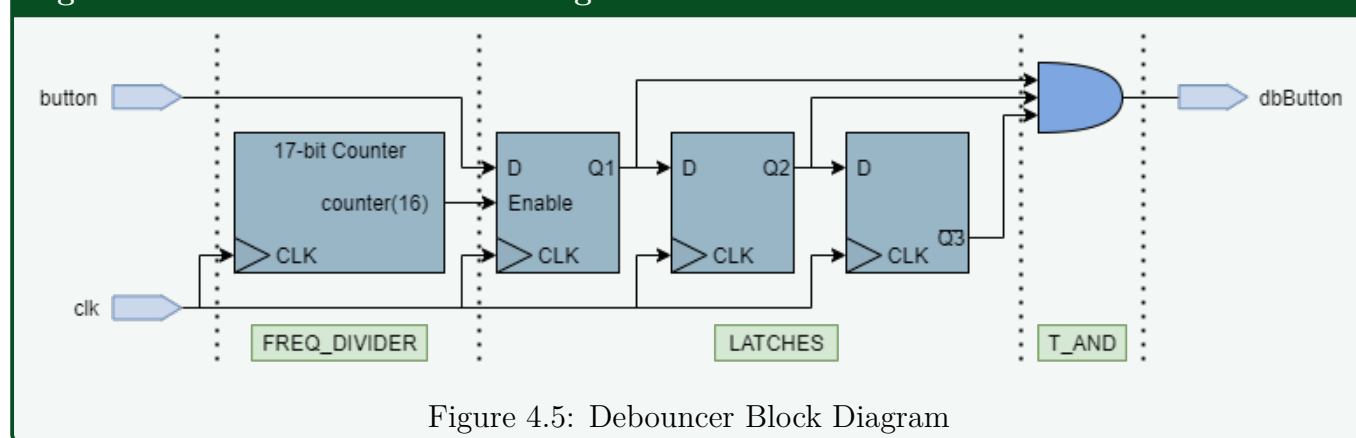 button
17-bit Counter
counter(16)
CLK
D
Q1
Enable
CLK
D
Q2
CLK
D
Q3
CLK
dbButton
clk
FREQ_DIVIDER
LATCHES
T_AND
Figure 4.5: Debouncer Block Diagram